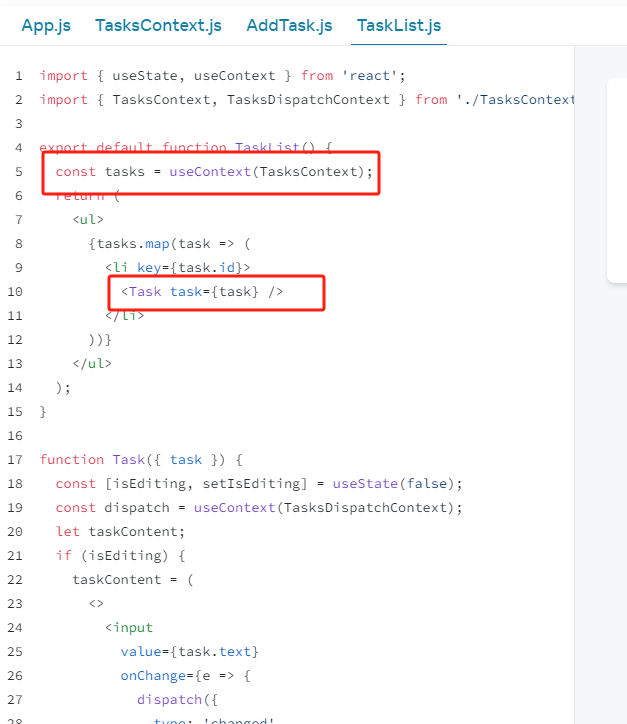 App.js TasksContext.js AddTask.js TaskList.js
1 import { useState, useContext } from 'react';
2 import { TasksContext, TasksDispatchContext } from './TasksContext
3
4 export default function TaskList() {
5 const tasks = useContext(TasksContext);
6 return (
7 <ul>
8 {tasks.map(task => (
9 <li key={task.id}>
10 <Task task={task} />
11 </li>
12 ))}
13 </ul>
14 );
15 }
16
17 function Task({ task }) {
18 const [isEditing, setIsEditing] = useState(false);
19 const dispatch = useContext(TasksDispatchContext);
20 let taskContent;
21 if (isEditing) {
22 taskContent = (
23 <>
24 <input
25 value={task.text}
26 onChange={e => {
27 dispatch({
28 type: 'changed'